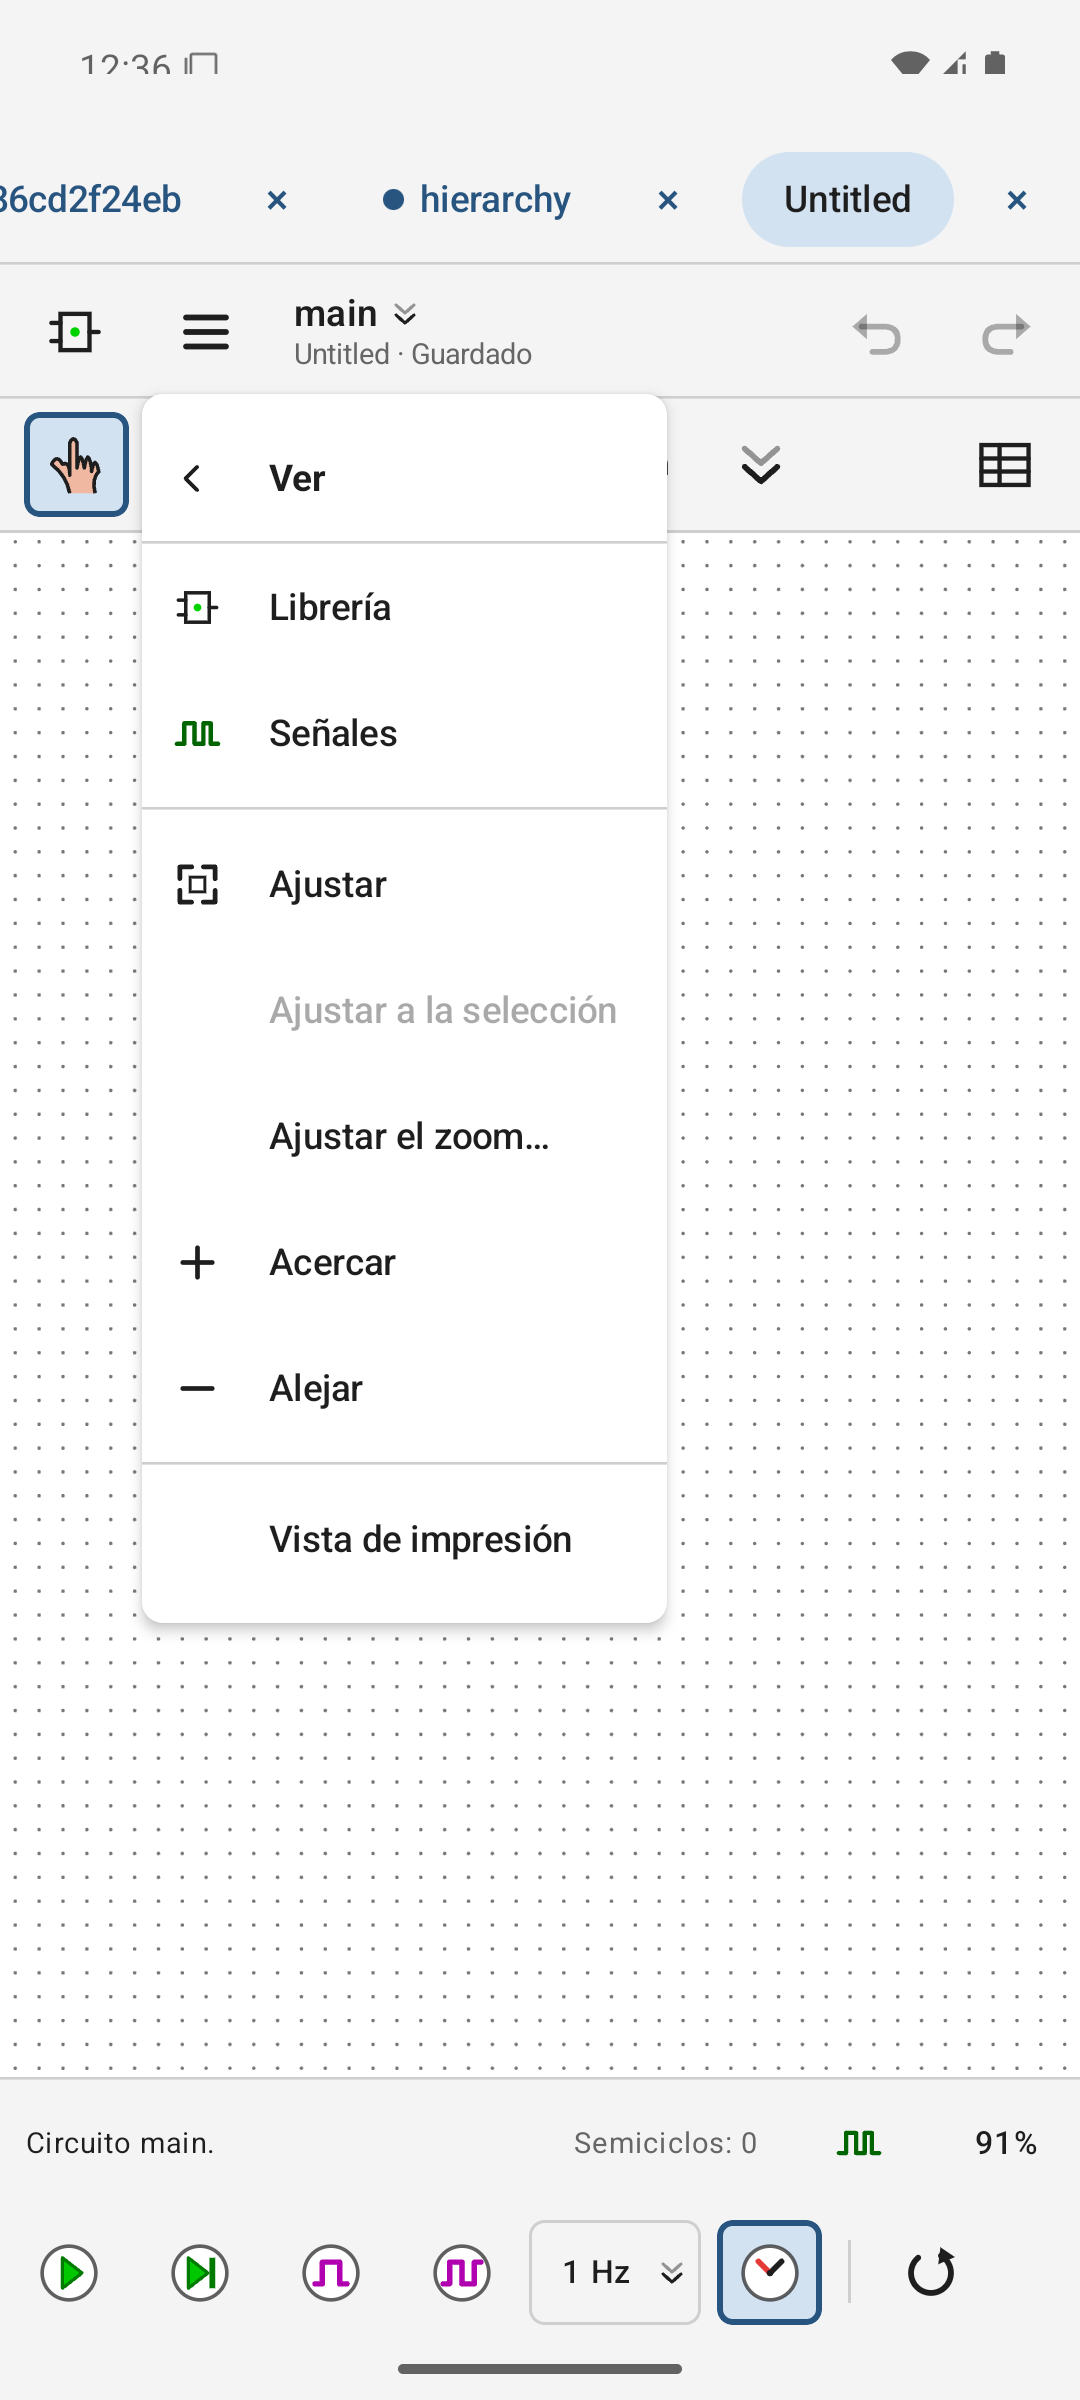 12:36
86cd2f24eb
hierarchy
Untitled
main
Untitled · Guardado
Ver
Librería
Señales
Ajustar
Ajustar a la selección
Ajustar el zoom...
Acercar
Alejar
Vista de impresión
Circuito main.
Semiciclos: 0
91%
1 Hz